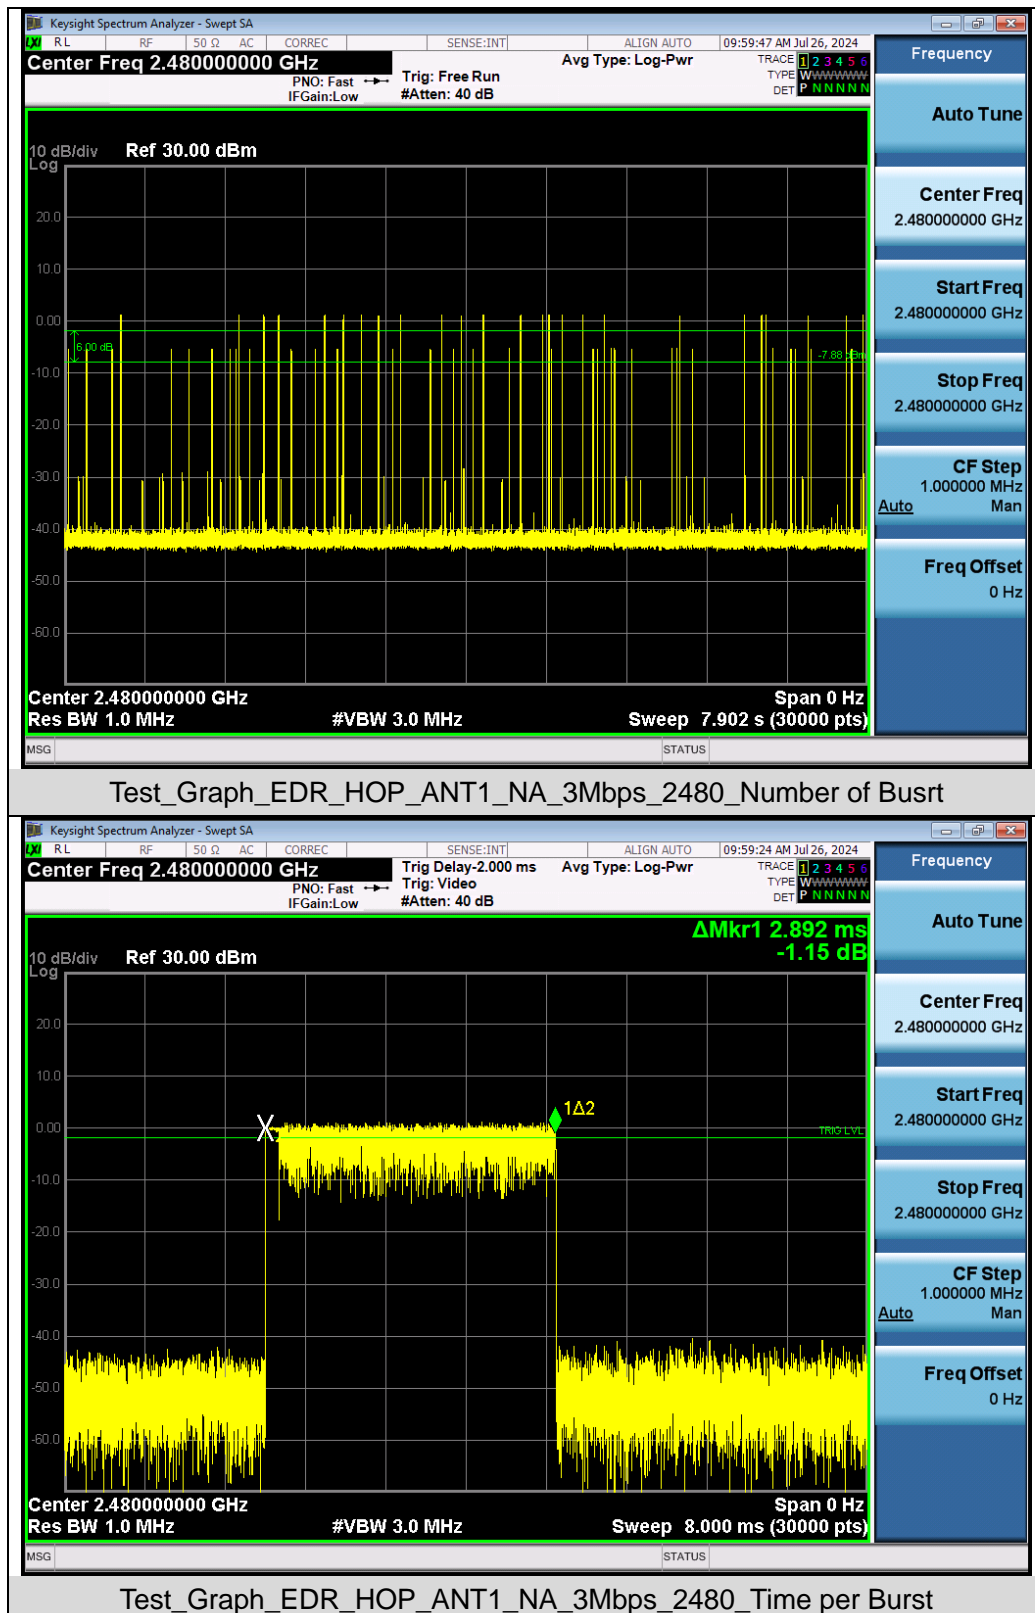 Keysight Spectrum Analyzer - Swept SA
LXI RL RF 50 Ω AC CORREC SENSE:INT ALIGN AUTO 09:59:47 AM Jul 26, 2024
Center Freq 2.480000000 GHz
PNO: Fast
IFGain:Low
Trig: Free Run
#Atten: 40 dB
Avg Type: Log-Pwr
TRACE 1 2 3 4 5 6
TYPE W W W W W W
DET P N N N N N
10 dB/div Ref 30.00 dBm
Log
20.0
10.0
0.00
6.00 dB
-7.88 dBm
-10.0
-20.0
-30.0
-40.0
-50.0
-60.0
Center 2.480000000 GHz Span 0 Hz
Res BW 1.0 MHz #VBW 3.0 MHz Sweep 7.902 s (30000 pts)
MSG STATUS
Frequency
Auto Tune
Center Freq
2.480000000 GHz
Start Freq
2.480000000 GHz
Stop Freq
2.480000000 GHz
CF Step
1.000000 MHz
Auto Man
Freq Offset
0 Hz
Test_Graph_EDR_HOP_ANT1_NA_3Mbps_2480_Number of Busrt
Keysight Spectrum Analyzer - Swept SA
LXI RL RF 50 Ω AC CORREC SENSE:INT ALIGN AUTO 09:59:24 AM Jul 26, 2024
Center Freq 2.480000000 GHz
PNO: Fast
IFGain:Low
Trig Delay-2.000 ms
Trig: Video
#Atten: 40 dB
Avg Type: Log-Pwr
TRACE 1 2 3 4 5 6
TYPE W W W W W W
DET P N N N N N
ΔMkr1 2.892 ms
-1.15 dB
10 dB/div Ref 30.00 dBm
Log
20.0
10.0
0.00
1Δ2
TRIG LVL
-10.0
-20.0
-30.0
-40.0
-50.0
-60.0
Center 2.480000000 GHz Span 0 Hz
Res BW 1.0 MHz #VBW 3.0 MHz Sweep 8.000 ms (30000 pts)
MSG STATUS
Frequency
Auto Tune
Center Freq
2.480000000 GHz
Start Freq
2.480000000 GHz
Stop Freq
2.480000000 GHz
CF Step
1.000000 MHz
Auto Man
Freq Offset
0 Hz
Test_Graph_EDR_HOP_ANT1_NA_3Mbps_2480_Time per Burst